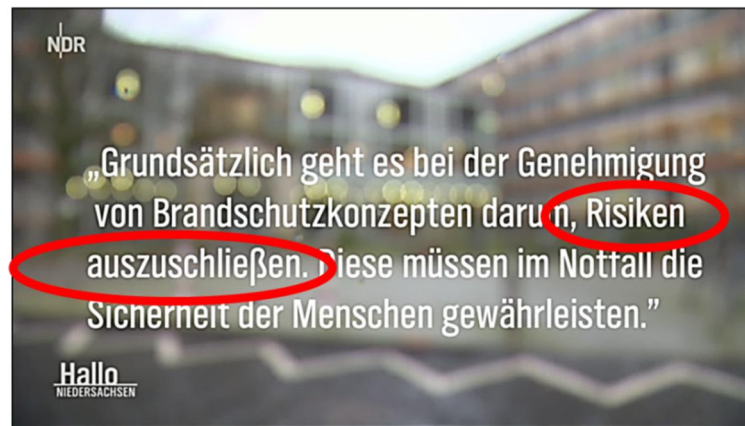 NDR
„Grundsätzlich geht es bei der Genehmigung
von Brandschutzkonzepten darum, Risiken
auszuschließen. Diese müssen im Notfall die
Sicherheit der Menschen gewährleisten.”
Hallo
NIEDERSACHSEN